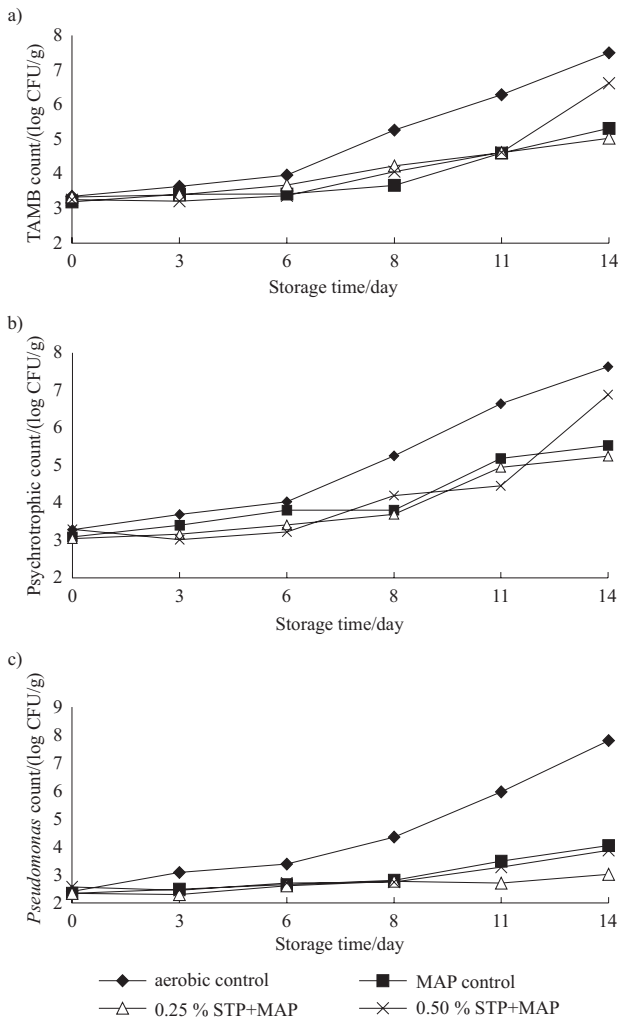 a)
TAMB count/(log CFU/g)
8
7
6
5
4
3
2
0 3 6 8 11 14
Storage time/day
b)
Psychrotrophic count/(log CFU/g)
8
7
6
5
4
3
2
0 3 6 8 11 14
Storage time/day
c)
Pseudomonas count/(log CFU/g)
9
8
7
6
5
4
3
2
0 3 6 8 11 14
Storage time/day
aerobic control MAP control
0.25 % STP+MAP 0.50 % STP+MAP